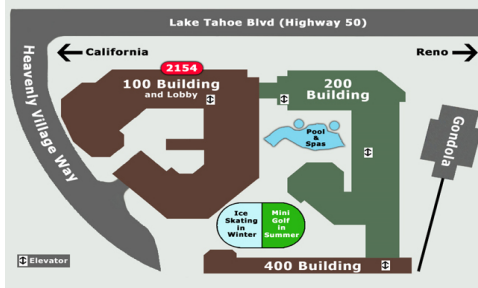 Lake Tahoe Blvd (Highway 50)
California
Reno
2154
100 Building
and Lobby
200
Building
Heavenly Village Way
Gondola
Pool
&
Spas
Ice
Skating
in
Winter
Mini
Golf
in
Summer
Elevator
400 Building